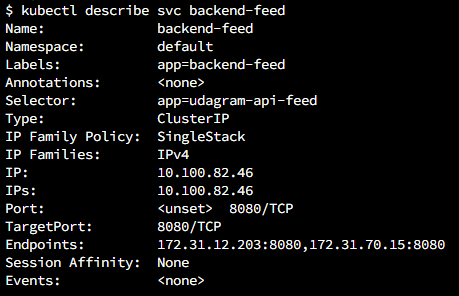 $ kubectl describe svc backend-feed
Name:              backend-feed
Namespace:         default
Labels:            app=backend-feed
Annotations:       <none>
Selector:          app=udagram-api-feed
Type:              ClusterIP
IP Family Policy:  SingleStack
IP Families:       IPv4
IP:                10.100.82.46
IPs:               10.100.82.46
Port:              <unset>  8080/TCP
TargetPort:        8080/TCP
Endpoints:         172.31.12.203:8080,172.31.70.15:8080
Session Affinity:  None
Events:            <none>